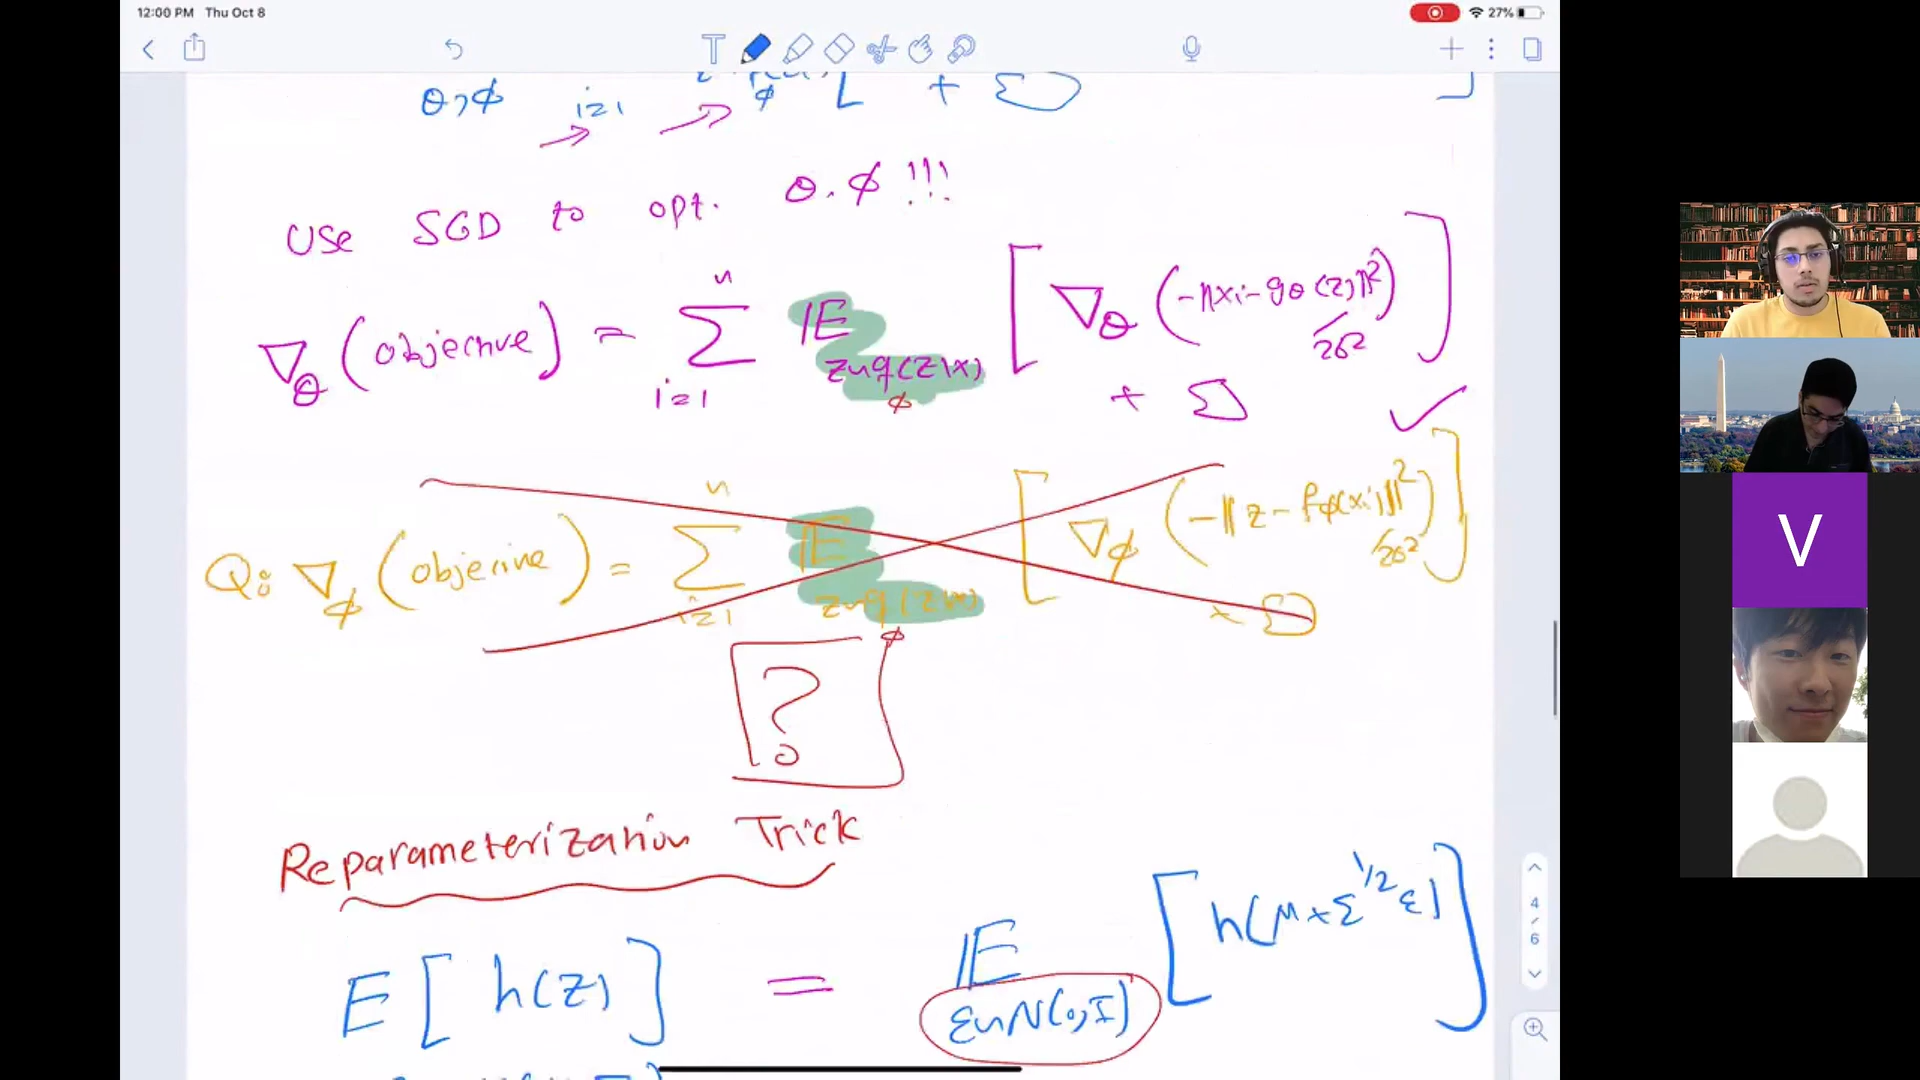 12:00 PM Thu Oct 8
27%
θ,φ i=1 φ [ + ]
Use SGD to opt. θ,φ !!!
∇θ (objective) = Σ i=1 n E z~qφ(z|x) [ ∇θ (-||xi-gθ(z)||²/2σ²) + ] ✓
Q: ∇φ (objective) = Σ i=1 n E z~qφ(z|x) [ ∇φ (-||z-fφ(xi)||²/2σ²) + ]
?
Reparameterization Trick
E[h(z)] = E ε~N(0,I) [h(μ+Σ^1/2 ε)]
4
/
6
V